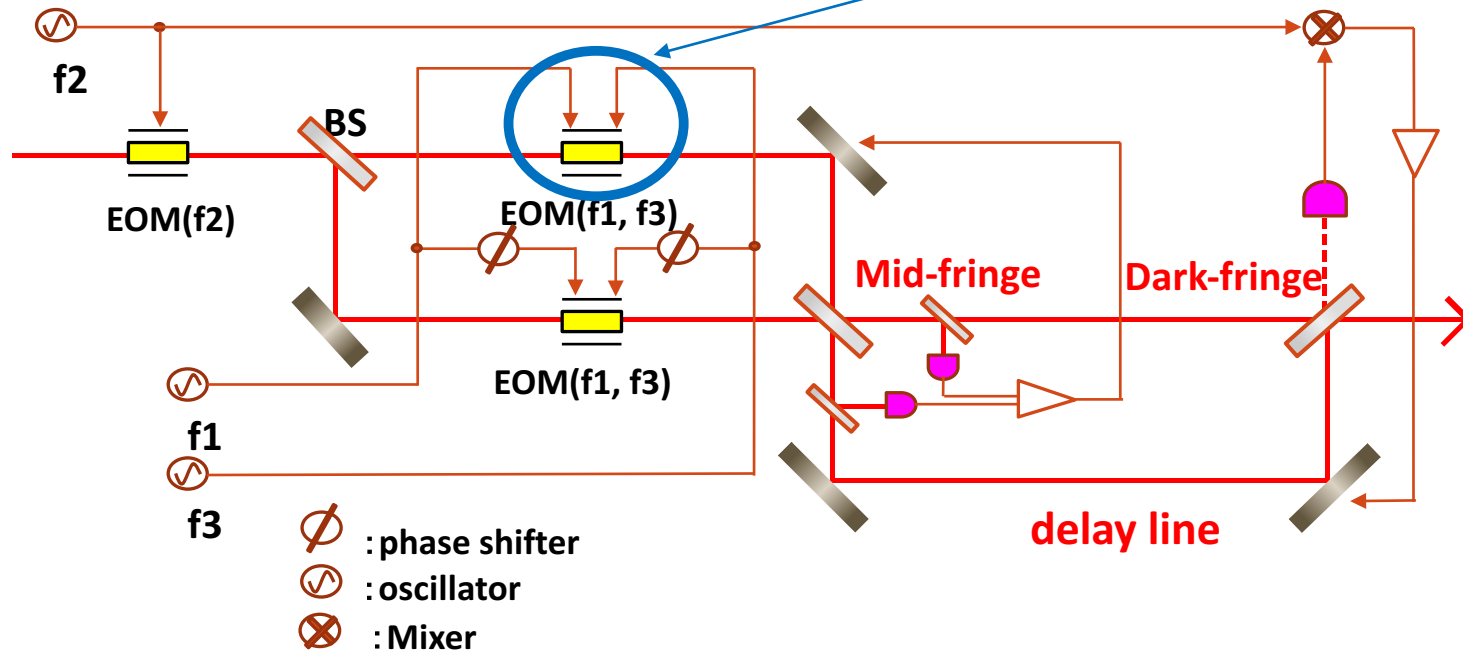 f2
BS
EOM(f2)
EOM(f1, f3)
Mid-fringe
Dark-fringe
EOM(f1, f3)
f1
f3
delay line
: phase shifter
: oscillator
: Mixer